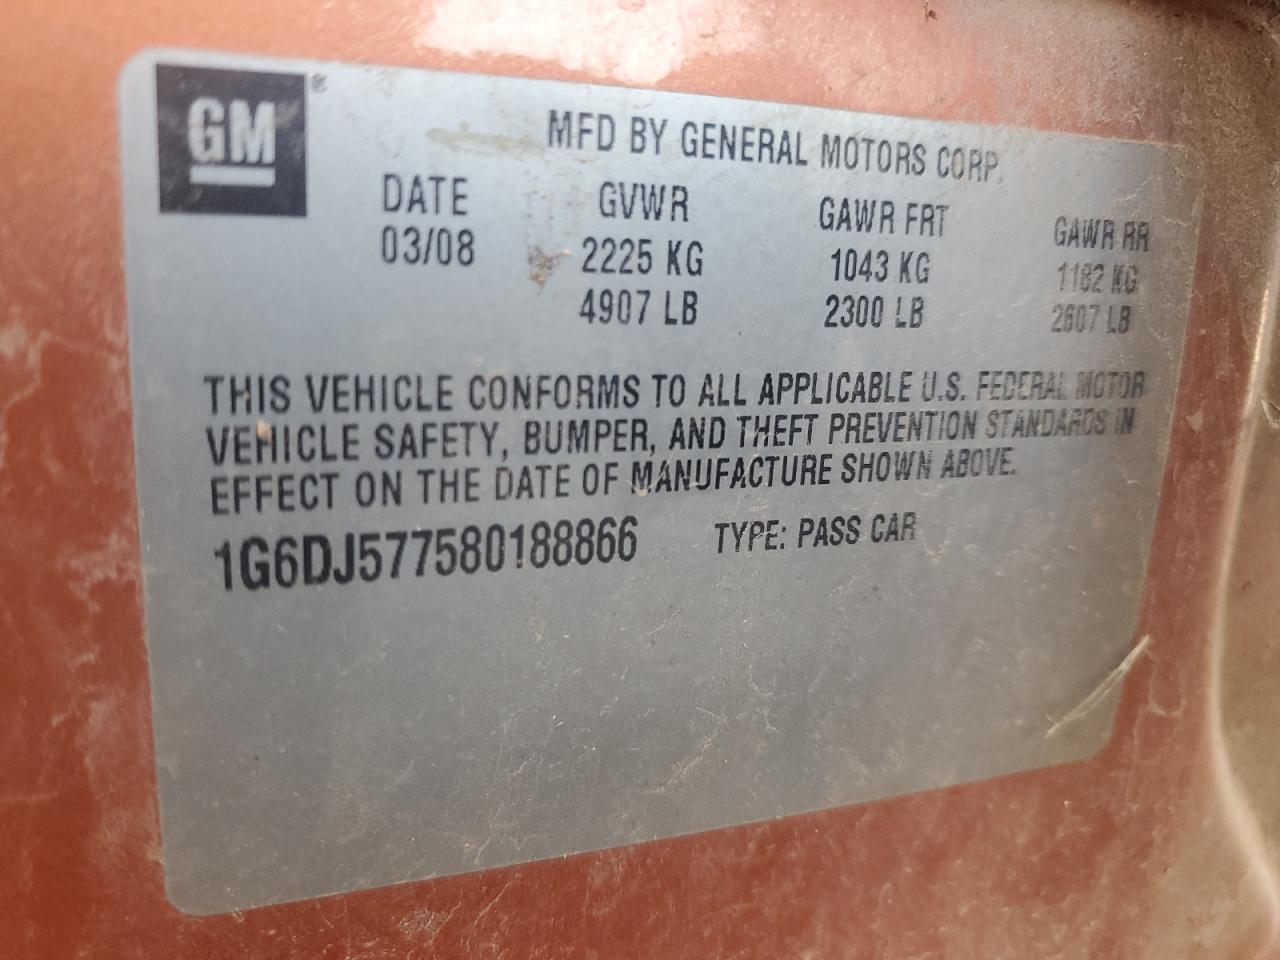 GM®
MFD BY GENERAL MOTORS CORP.
DATE GVWR GAWR FRT GAWR RR
03/08 2225 KG 1043 KG 1182 KG
4907 LB 2300 LB 2607 LB
THIS VEHICLE CONFORMS TO ALL APPLICABLE U.S. FEDERAL MOTOR
VEHICLE SAFETY, BUMPER, AND THEFT PREVENTION STANDARDS IN
EFFECT ON THE DATE OF MANUFACTURE SHOWN ABOVE.
1G6DJ577580188866 TYPE: PASS CAR